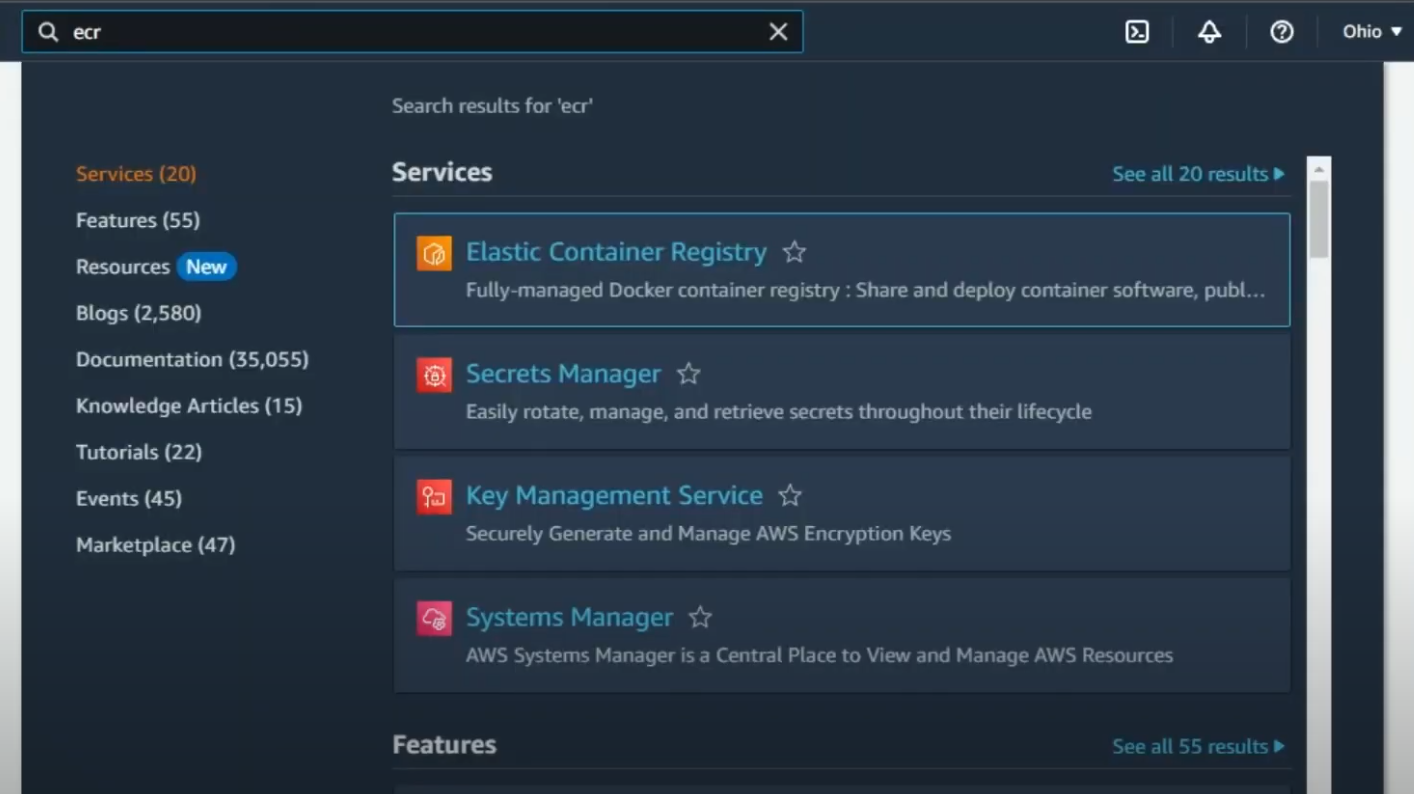 ecr
Ohio
Search results for 'ecr'
Services (20)
Features (55)
Resources New
Blogs (2,580)
Documentation (35,055)
Knowledge Articles (15)
Tutorials (22)
Events (45)
Marketplace (47)
Services
See all 20 results
Elastic Container Registry
Fully-managed Docker container registry : Share and deploy container software, publ...
Secrets Manager
Easily rotate, manage, and retrieve secrets throughout their lifecycle
Key Management Service
Securely Generate and Manage AWS Encryption Keys
Systems Manager
AWS Systems Manager is a Central Place to View and Manage AWS Resources
Features
See all 55 results